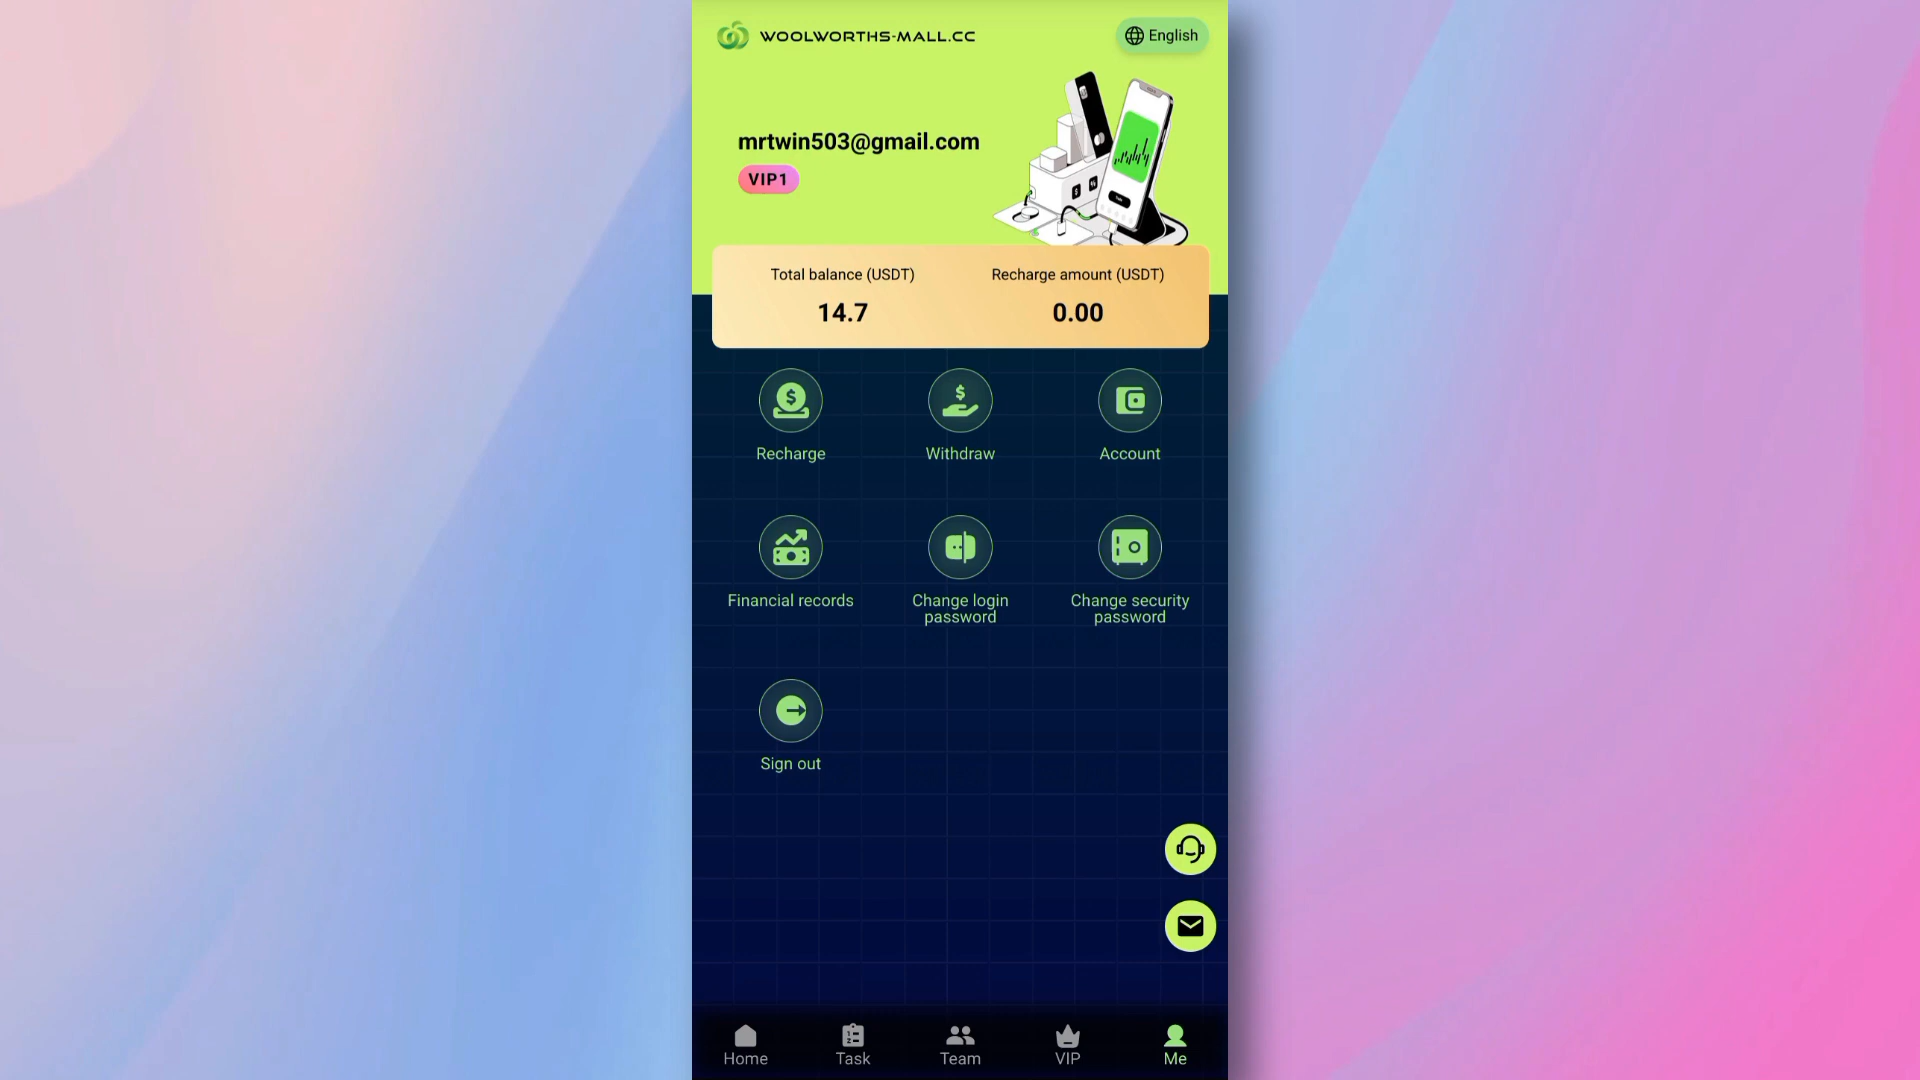 WOOLWORTHS-MALL.CC
English
mrtwin503@gmail.com
VIP1
Total balance (USDT)
Recharge amount (USDT)
14.7
0.00
Recharge
Withdraw
Account
Financial records
Change login
password
Change security
password
Sign out
Home
Task
Team
VIP
Me